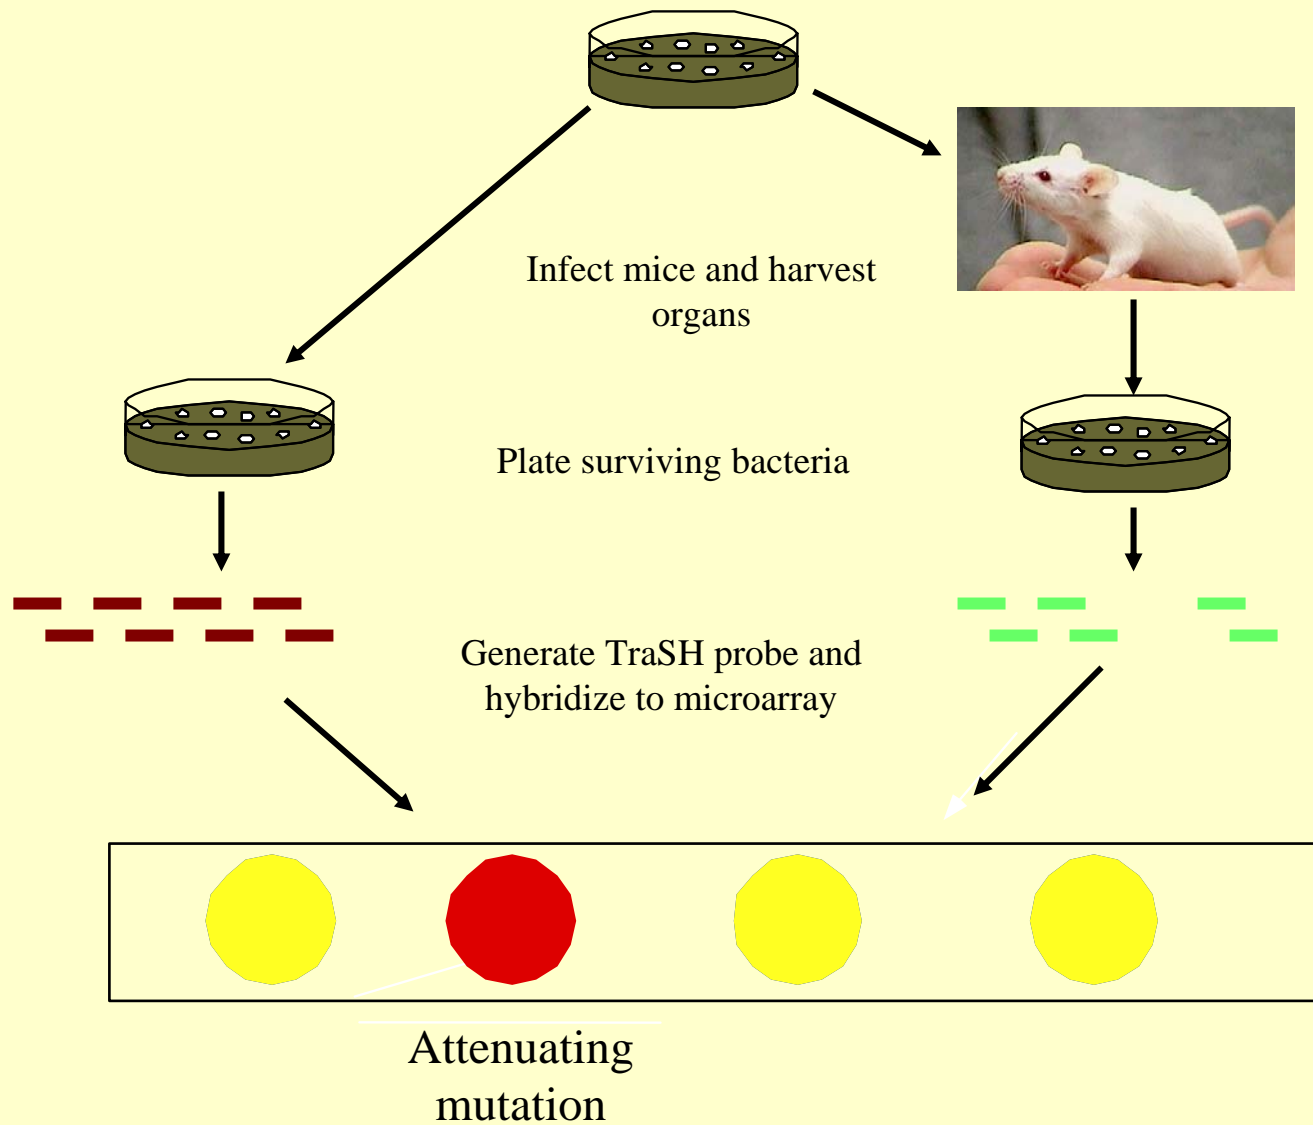 Infect mice and harvest
organs
Plate surviving bacteria
Generate TraSH probe and
hybridize to microarray
Attenuating
mutation